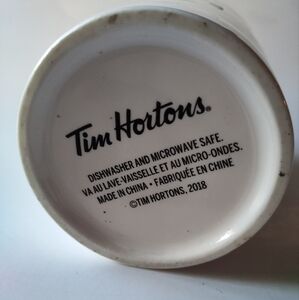 Tim Hortons®
DISHWASHER AND MICROWAVE SAFE.
VA AU LAVE-VAISSELLE ET AU MICRO-ONDES.
MADE IN CHINA • FABRIQUÉE EN CHINE
©TIM HORTONS, 2018